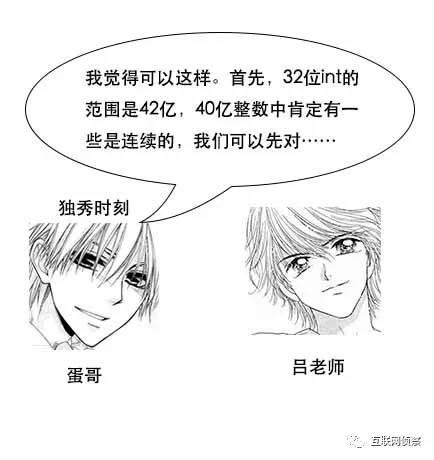 我觉得可以这样。首先，32位int的
范围是42亿，40亿整数中肯定有一
些是连续的，我们可以先对……
独秀时刻
蛋哥
吕老师
互联网侦察